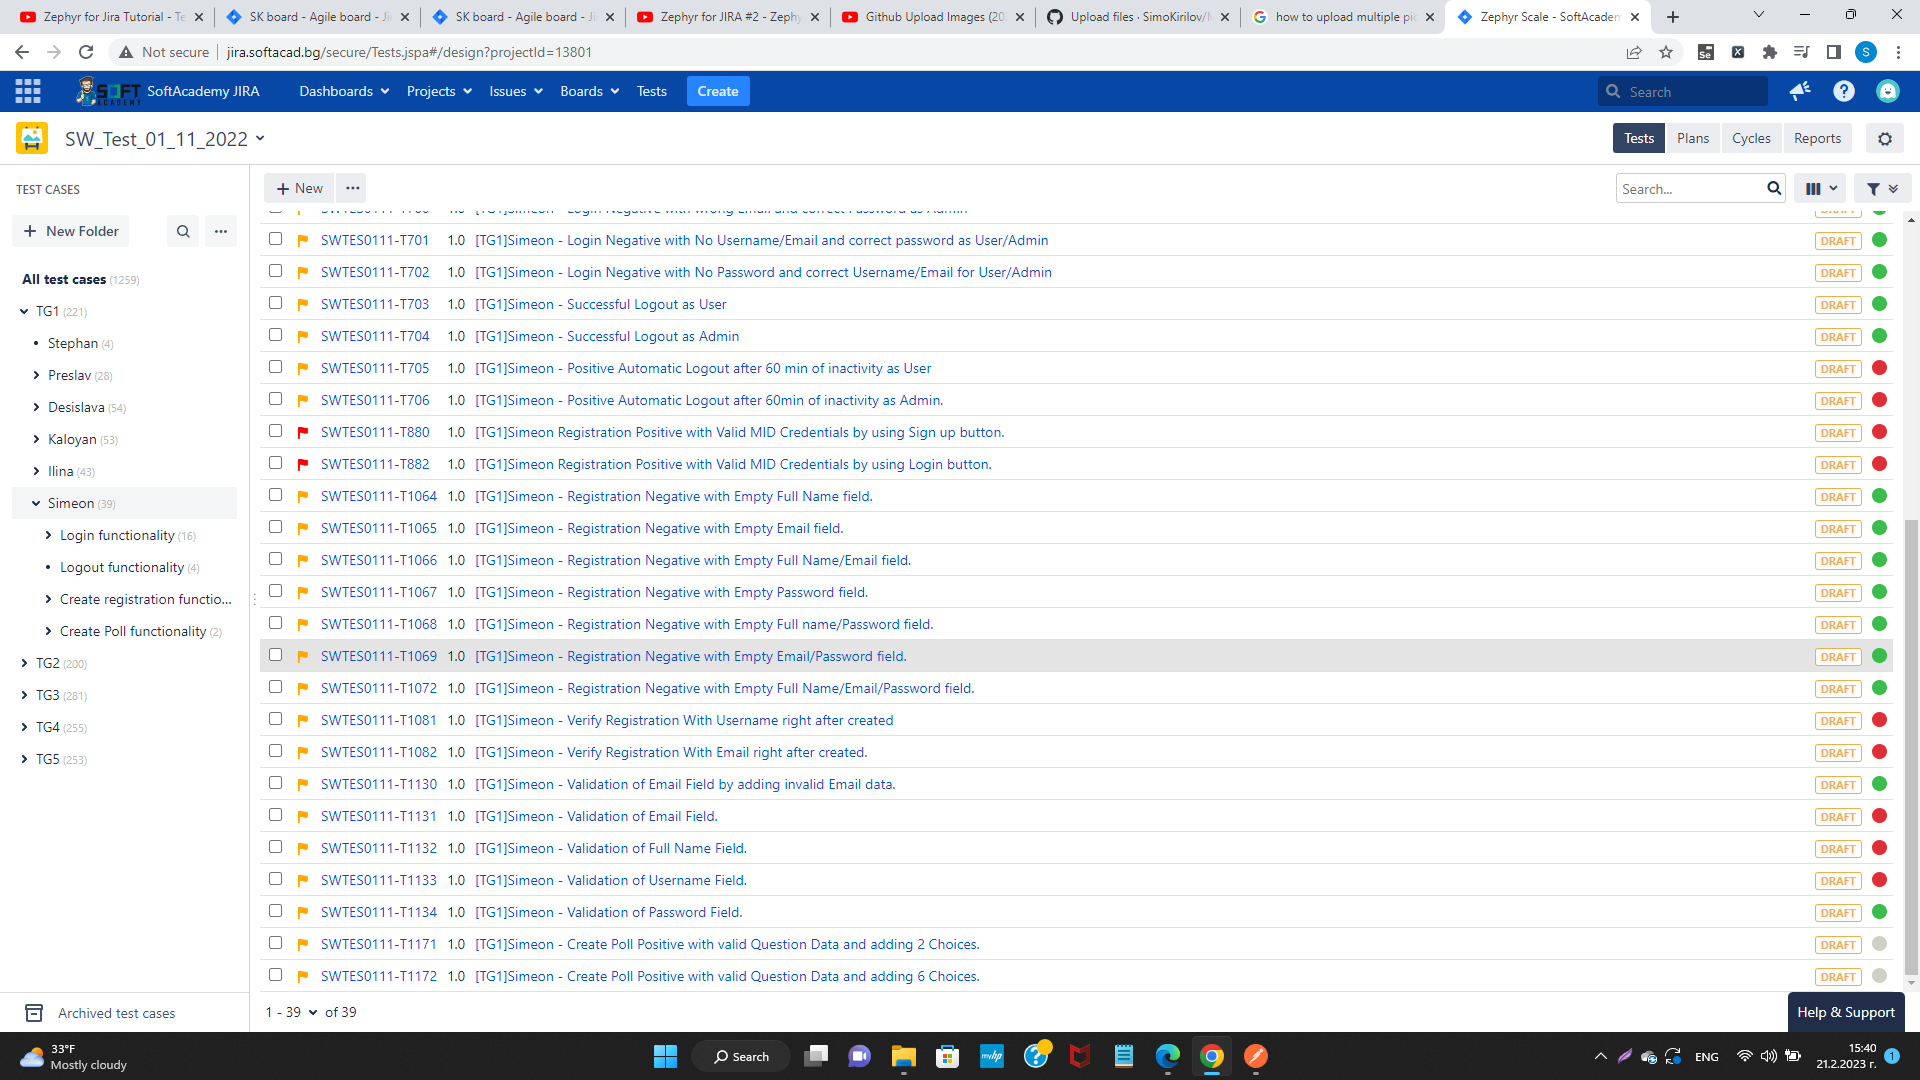 Zephyr for Jira Tutorial - Te
SK board - Agile board - Ji
SK board - Agile board - Ji
Zephyr for JIRA #2 - Zephy
Github Upload Images (20
Upload files · SimoKirilov/
how to upload multiple pi
Zephyr Scale - SoftAcadem
Not secure
jira.softacad.bg/secure/Tests.jspa#/design?projectId=13801
SOFT ACADEMY
SoftAcademy JIRA
Dashboards
Projects
Issues
Boards
Tests
Create
Search
SW_Test_01_11_2022
Tests
Plans
Cycles
Reports
TEST CASES
New
Search...
New Folder
All test cases (1259)
TG1 (221)
Stephan (4)
Preslav (28)
Desislava (54)
Kaloyan (53)
Ilina (43)
Simeon (39)
Login functionality (16)
Logout functionality (4)
Create registration functio...
Create Poll functionality (2)
TG2 (200)
TG3 (281)
TG4 (255)
TG5 (253)
Archived test cases
[TG1]Simeon - Login Negative with wrong Email and correct Password as Admin
SWTES0111-T701 1.0 [TG1]Simeon - Login Negative with No Username/Email and correct password as User/Admin DRAFT
SWTES0111-T702 1.0 [TG1]Simeon - Login Negative with No Password and correct Username/Email for User/Admin DRAFT
SWTES0111-T703 1.0 [TG1]Simeon - Successful Logout as User DRAFT
SWTES0111-T704 1.0 [TG1]Simeon - Successful Logout as Admin DRAFT
SWTES0111-T705 1.0 [TG1]Simeon - Positive Automatic Logout after 60 min of inactivity as User DRAFT
SWTES0111-T706 1.0 [TG1]Simeon - Positive Automatic Logout after 60min of inactivity as Admin. DRAFT
SWTES0111-T880 1.0 [TG1]Simeon Registration Positive with Valid MID Credentials by using Sign up button. DRAFT
SWTES0111-T882 1.0 [TG1]Simeon Registration Positive with Valid MID Credentials by using Login button. DRAFT
SWTES0111-T1064 1.0 [TG1]Simeon - Registration Negative with Empty Full Name field. DRAFT
SWTES0111-T1065 1.0 [TG1]Simeon - Registration Negative with Empty Email field. DRAFT
SWTES0111-T1066 1.0 [TG1]Simeon - Registration Negative with Empty Full Name/Email field. DRAFT
SWTES0111-T1067 1.0 [TG1]Simeon - Registration Negative with Empty Password field. DRAFT
SWTES0111-T1068 1.0 [TG1]Simeon - Registration Negative with Empty Full name/Password field. DRAFT
SWTES0111-T1069 1.0 [TG1]Simeon - Registration Negative with Empty Email/Password field. DRAFT
SWTES0111-T1072 1.0 [TG1]Simeon - Registration Negative with Empty Full Name/Email/Password field. DRAFT
SWTES0111-T1081 1.0 [TG1]Simeon - Verify Registration With Username right after created DRAFT
SWTES0111-T1082 1.0 [TG1]Simeon - Verify Registration With Email right after created. DRAFT
SWTES0111-T1130 1.0 [TG1]Simeon - Validation of Email Field by adding invalid Email data. DRAFT
SWTES0111-T1131 1.0 [TG1]Simeon - Validation of Email Field. DRAFT
SWTES0111-T1132 1.0 [TG1]Simeon - Validation of Full Name Field. DRAFT
SWTES0111-T1133 1.0 [TG1]Simeon - Validation of Username Field. DRAFT
SWTES0111-T1134 1.0 [TG1]Simeon - Validation of Password Field. DRAFT
SWTES0111-T1171 1.0 [TG1]Simeon - Create Poll Positive with valid Question Data and adding 2 Choices. DRAFT
SWTES0111-T1172 1.0 [TG1]Simeon - Create Poll Positive with valid Question Data and adding 6 Choices. DRAFT
1 - 39 of 39
Help & Support
33°F
Mostly cloudy
Search
ENG
15:40
21.2.2023 г.
1